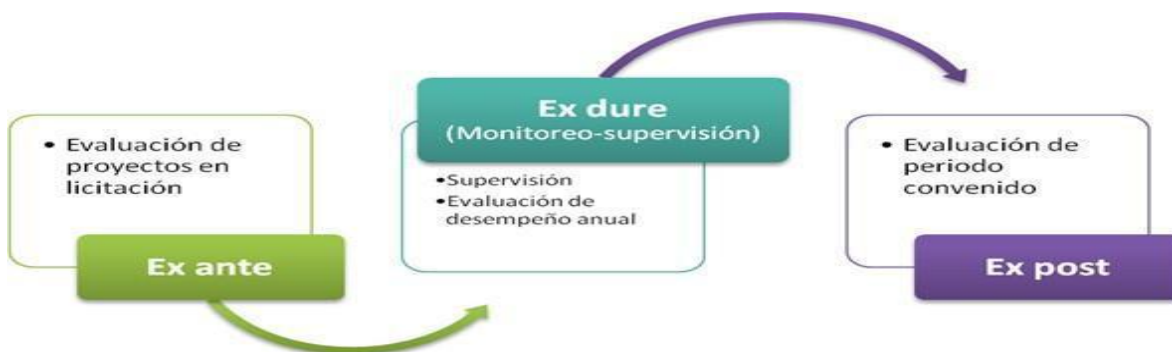 • Evaluación de
proyectos en
licitación
Ex ante
Ex dure
(Monitoreo-supervisión)
•Supervisión
•Evaluación de
desempeño anual
• Evaluación de
periodo
convenido
Ex post